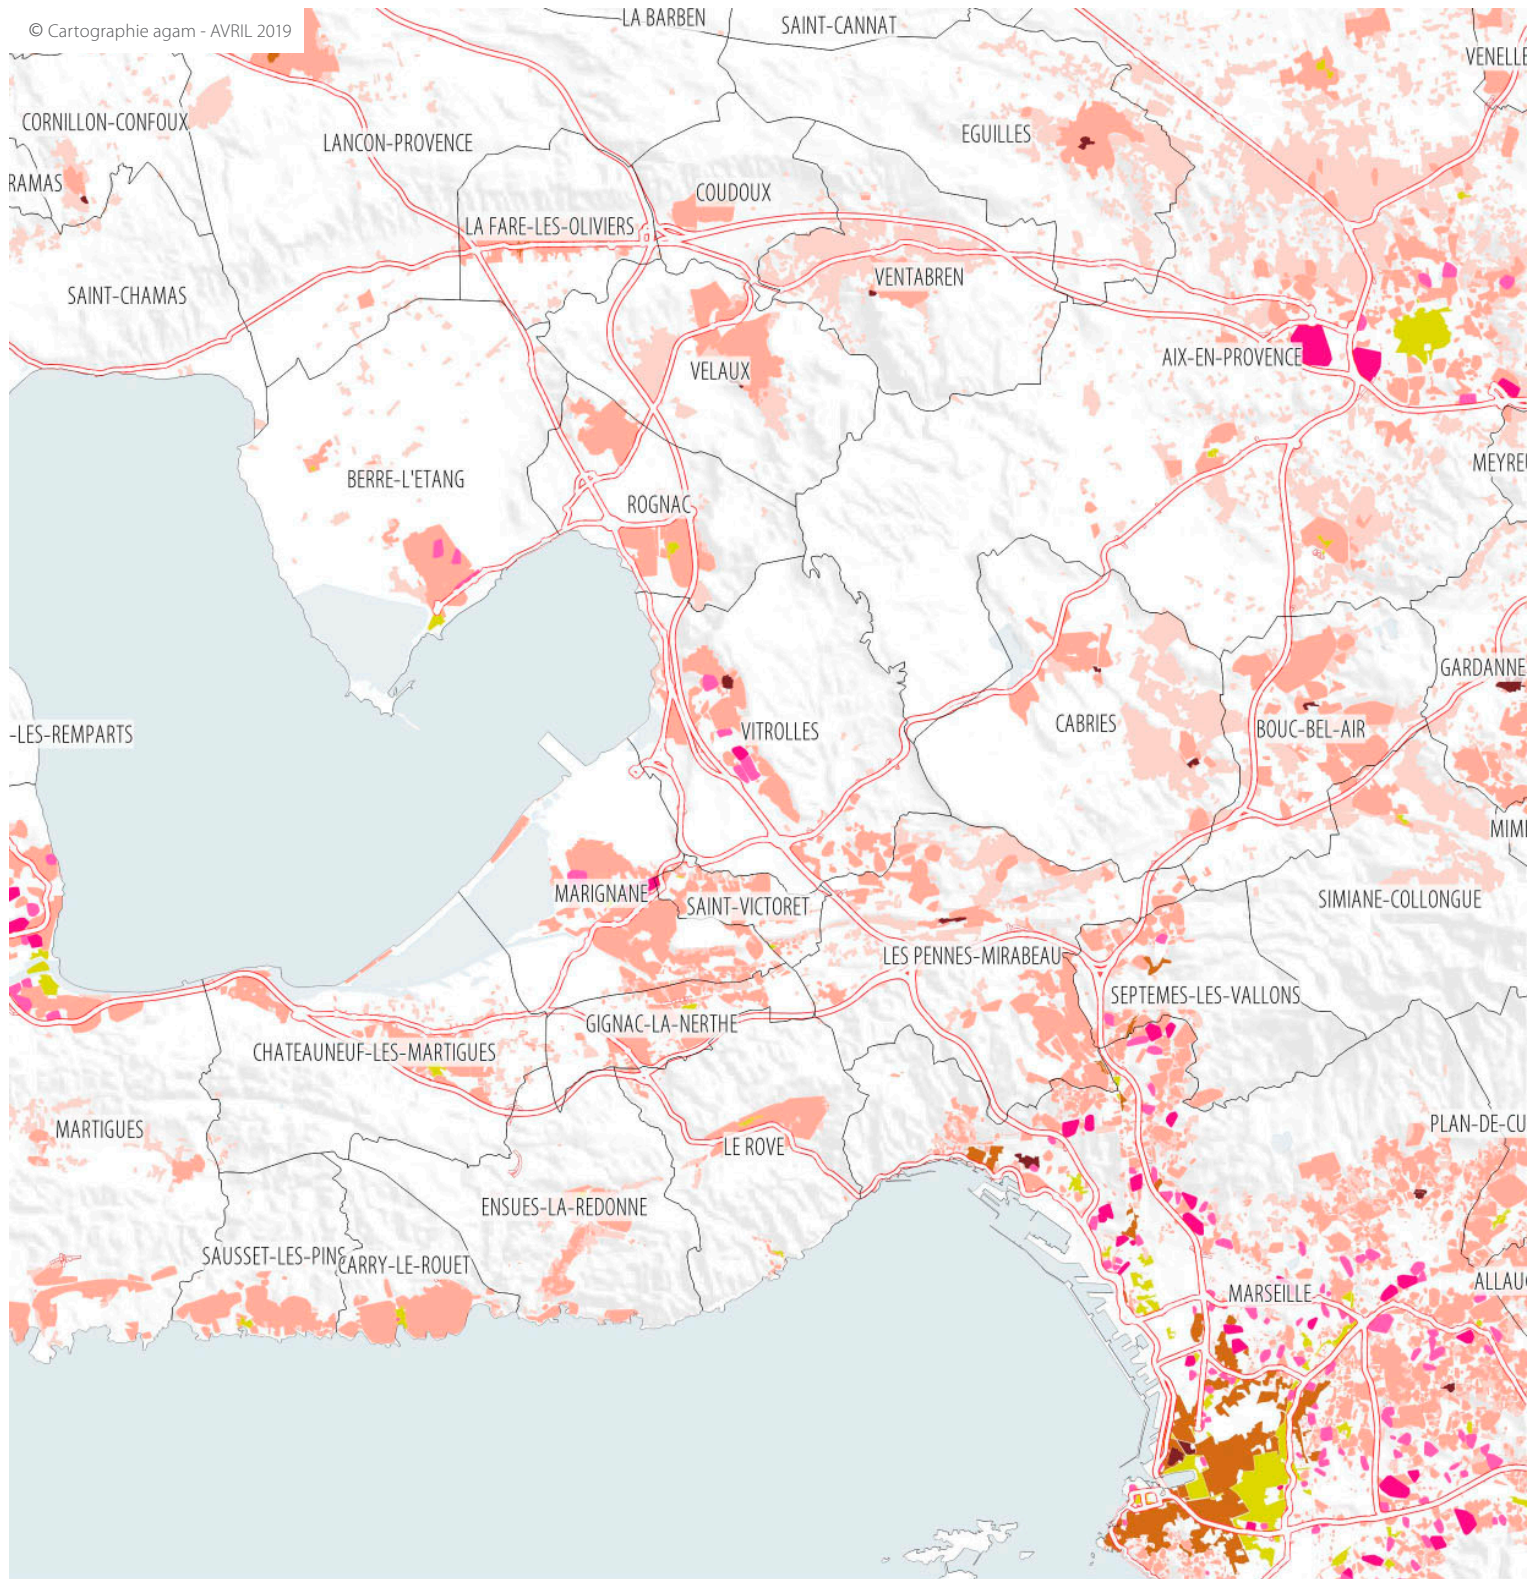 © Cartographie agam - AVRIL 2019
LA BARBEN
SAINT-CANNAT
VENELLE
CORNILLON-CONFOUX
LANCON-PROVENCE
EGUILLES
RAMAS
COUDOUX
LA FARE-LES-OLIVIERS
VENTABREN
SAINT-CHAMAS
AIX-EN-PROVENCE
VELAUX
MEYRE
BERRE-L'ETANG
ROGNAC
GARDANNE
-LES-REMPARTS
VITROLLES
CABRIES
BOUC-BEL-AIR
MIMI
MARIGNANE
SAINT-VICTORET
SIMIANE-COLLONGUE
LES PENNES-MIRABEAU
SEPTEMES-LES-VALLONS
GIGNAC-LA-NERTHE
CHATEAUNEUF-LES-MARTIGUES
MARTIGUES
PLAN-DE-CU
LE ROVE
ENSUES-LA-REDONNE
SAUSSET-LES-PINS
CARRY-LE-ROUET
MARSEILLE
ALLAU